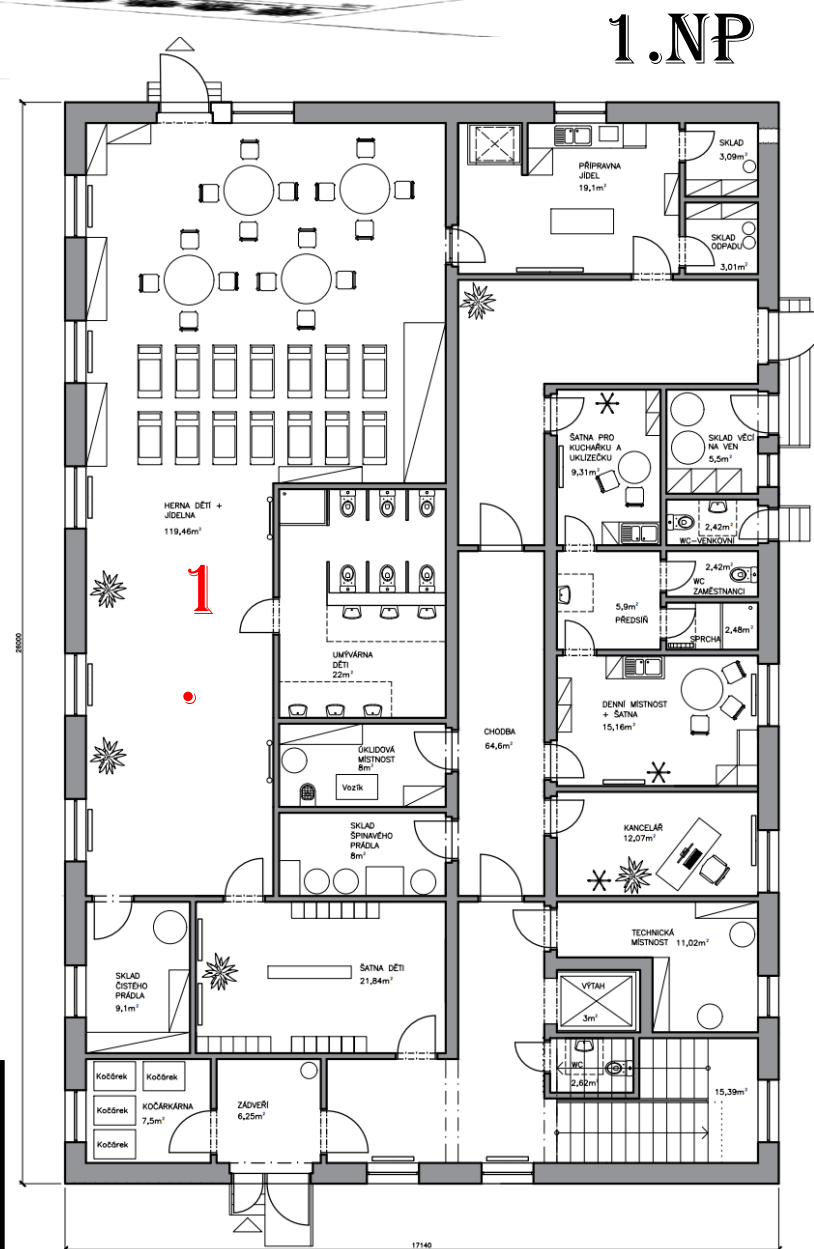 1.NP
SKLAD
3,09m²
PŘÍPRAVNA
JÍDEL
19,1m²
SKLAD
ODPADU
3,01m²
ŠATNA PRO
KUCHAŘKU A
UKLÍZEČKU
9,31m²
SKLAD VĚCÍ
NA VEN
5,5m²
HERNA DĚTÍ +
JÍDELNA
119,46m²
2,42m²
WC-VENKOVNÍ
2,42m²
WC
ZAMĚSTNANCI
1
5,9m²
PŘEDSÍŇ
2,48m²
SPRCHA
26000
UMÝVÁRNA
DĚTÍ
22m²
DENNÍ MÍSTNOST
+ ŠATNA
15,16m²
.
CHODBA
64,6m²
ÚKLIDOVÁ
MÍSTNOST
8m²
Vozík
SKLAD
ŠPINAVÉHO
PRÁDLA
8m²
KANCELÁŘ
12,07m²
TECHNICKÁ
MÍSTNOST 11,02m²
SKLAD
ČISTÉHO
PRÁDLA
9,1m²
ŠATNA DĚTÍ
21,84m²
VÝTAH
3m²
WC
2,62m²
15,39m²
Kočárek
Kočárek
Kočárek
Kočárek
KOČÁRKÁRNA
7,5m²
ZÁDVEŘÍ
6,25m²
17140